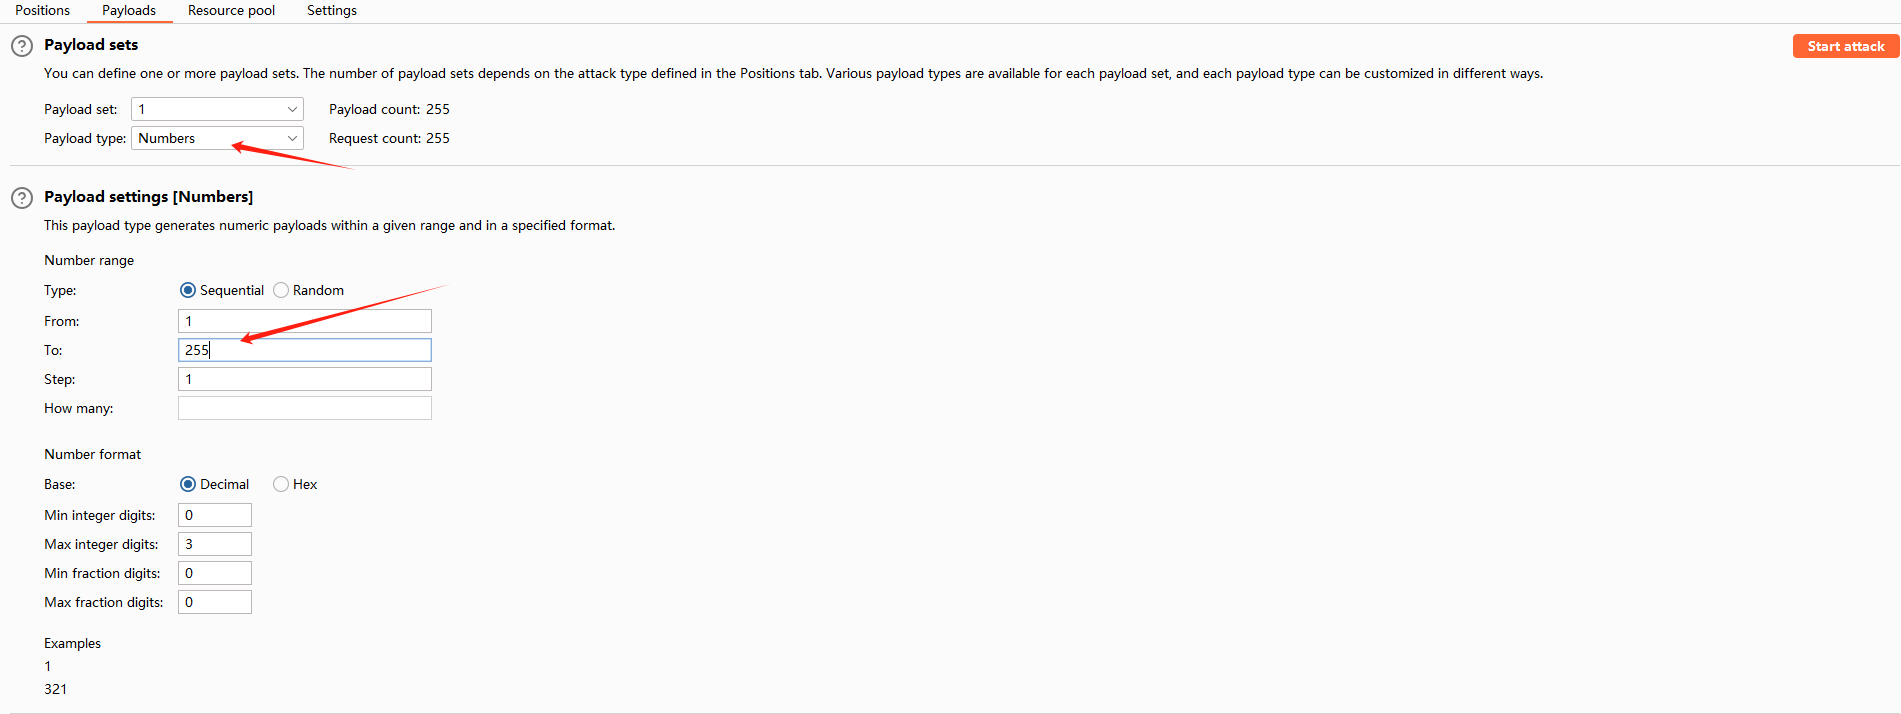 Positions Payloads Resource pool Settings
Payload sets
Start attack
You can define one or more payload sets. The number of payload sets depends on the attack type defined in the Positions tab. Various payload types are available for each payload set, and each payload type can be customized in different ways.
Payload set: 1 Payload count: 255
Payload type: Numbers Request count: 255
Payload settings [Numbers]
This payload type generates numeric payloads within a given range and in a specified format.
Number range
Type: Sequential Random
From: 1
To: 255
Step: 1
How many:
Number format
Base: Decimal Hex
Min integer digits: 0
Max integer digits: 3
Min fraction digits: 0
Max fraction digits: 0
Examples
1
321